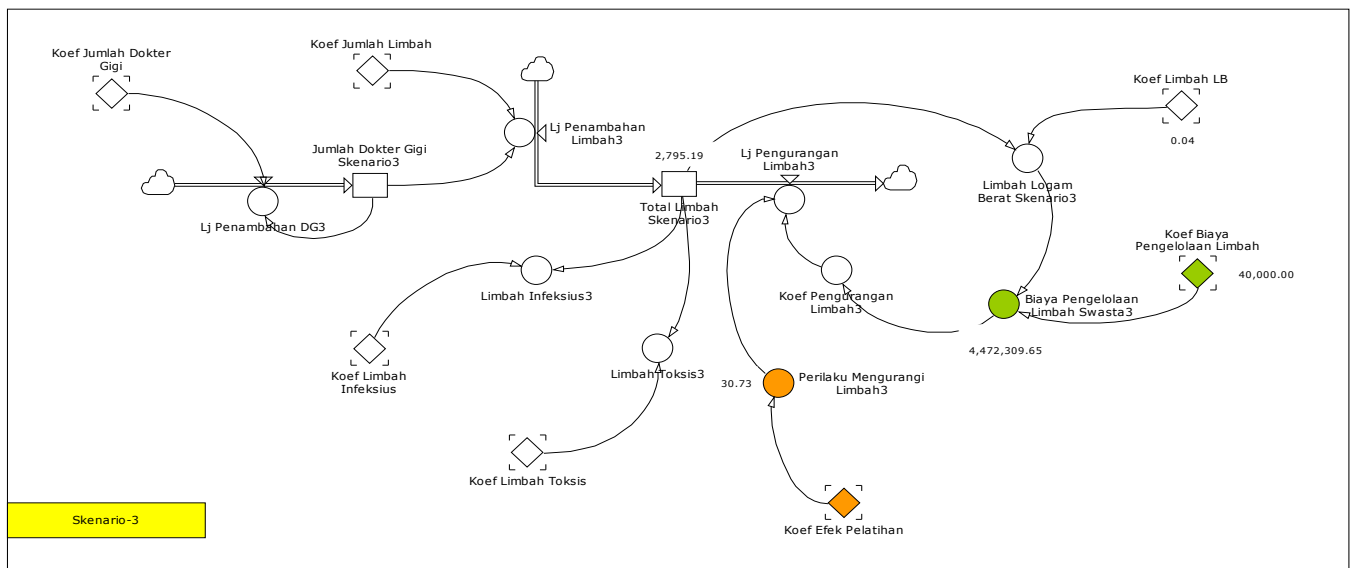 Koef Jumlah Dokter
Gigi
Koef Jumlah Limbah
Koef Limbah LB
0.04
Lj Penambahan
Limbah3
Jumlah Dokter Gigi
Skenario3
2,795.19
Lj Pengurangan
Limbah3
Limbah Logam
Berat Skenario3
Total Limbah
Skenario3
Lj Penambahan DG3
Koef Biaya
Pengelolaan Limbah
40,000.00
Limbah Infeksius3
Koef Pengurangan
Limbah3
Biaya Pengelolaan
Limbah Swasta3
4,472,309.65
Koef Limbah
Infeksius
Limbah Toksis3
30.73
Perilaku Mengurangi
Limbah3
Koef Limbah Toksis
Koef Efek Pelatihan
Skenario-3